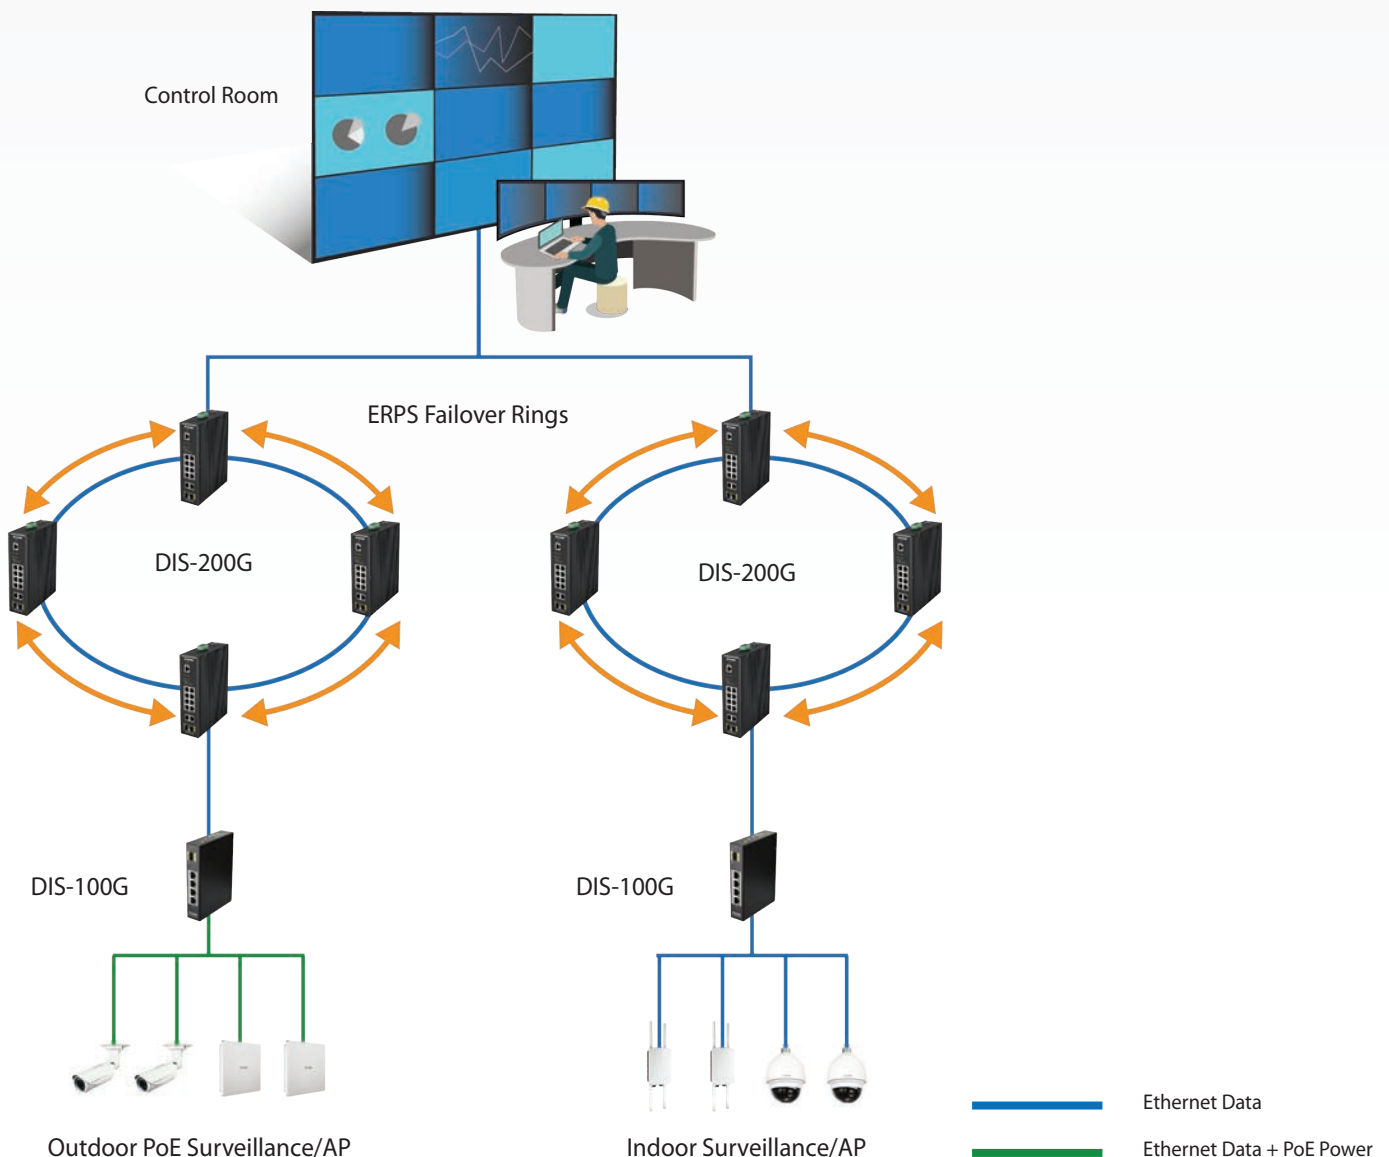 Control Room
ERPS Failover Rings
DIS-200G
DIS-200G
DIS-100G
DIS-100G
Outdoor PoE Surveillance/AP
Indoor Surveillance/AP
Ethernet Data
Ethernet Data + PoE Power